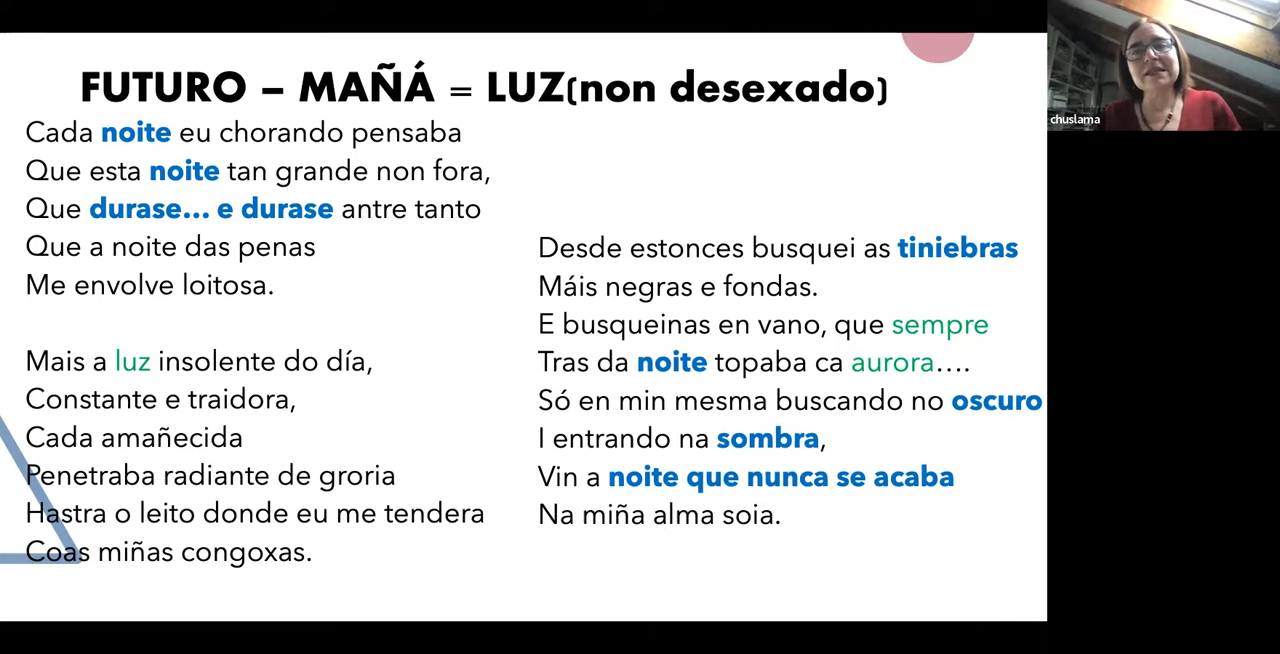 FUTURO – MAÑÁ = LUZ(non desexado)
Cada noite eu chorando pensaba
Que esta noite tan grande non fora,
Que durase... e durase antre tanto
Que a noite das penas
Me envolve loitosa.
Mais a luz insolente do día,
Constante e traidora,
Cada amañecida
Penetraba radiante de groria
Hastra o leito donde eu me tendera
Coas miñas congoxas.
Desde estonces busquei as tiniebras
Máis negras e fondas.
E busqueinas en vano, que sempre
Tras da noite topaba ca aurora....
Só en min mesma buscando no oscuro
I entrando na sombra,
Vin a noite que nunca se acaba
Na miña alma soia.
chuslama